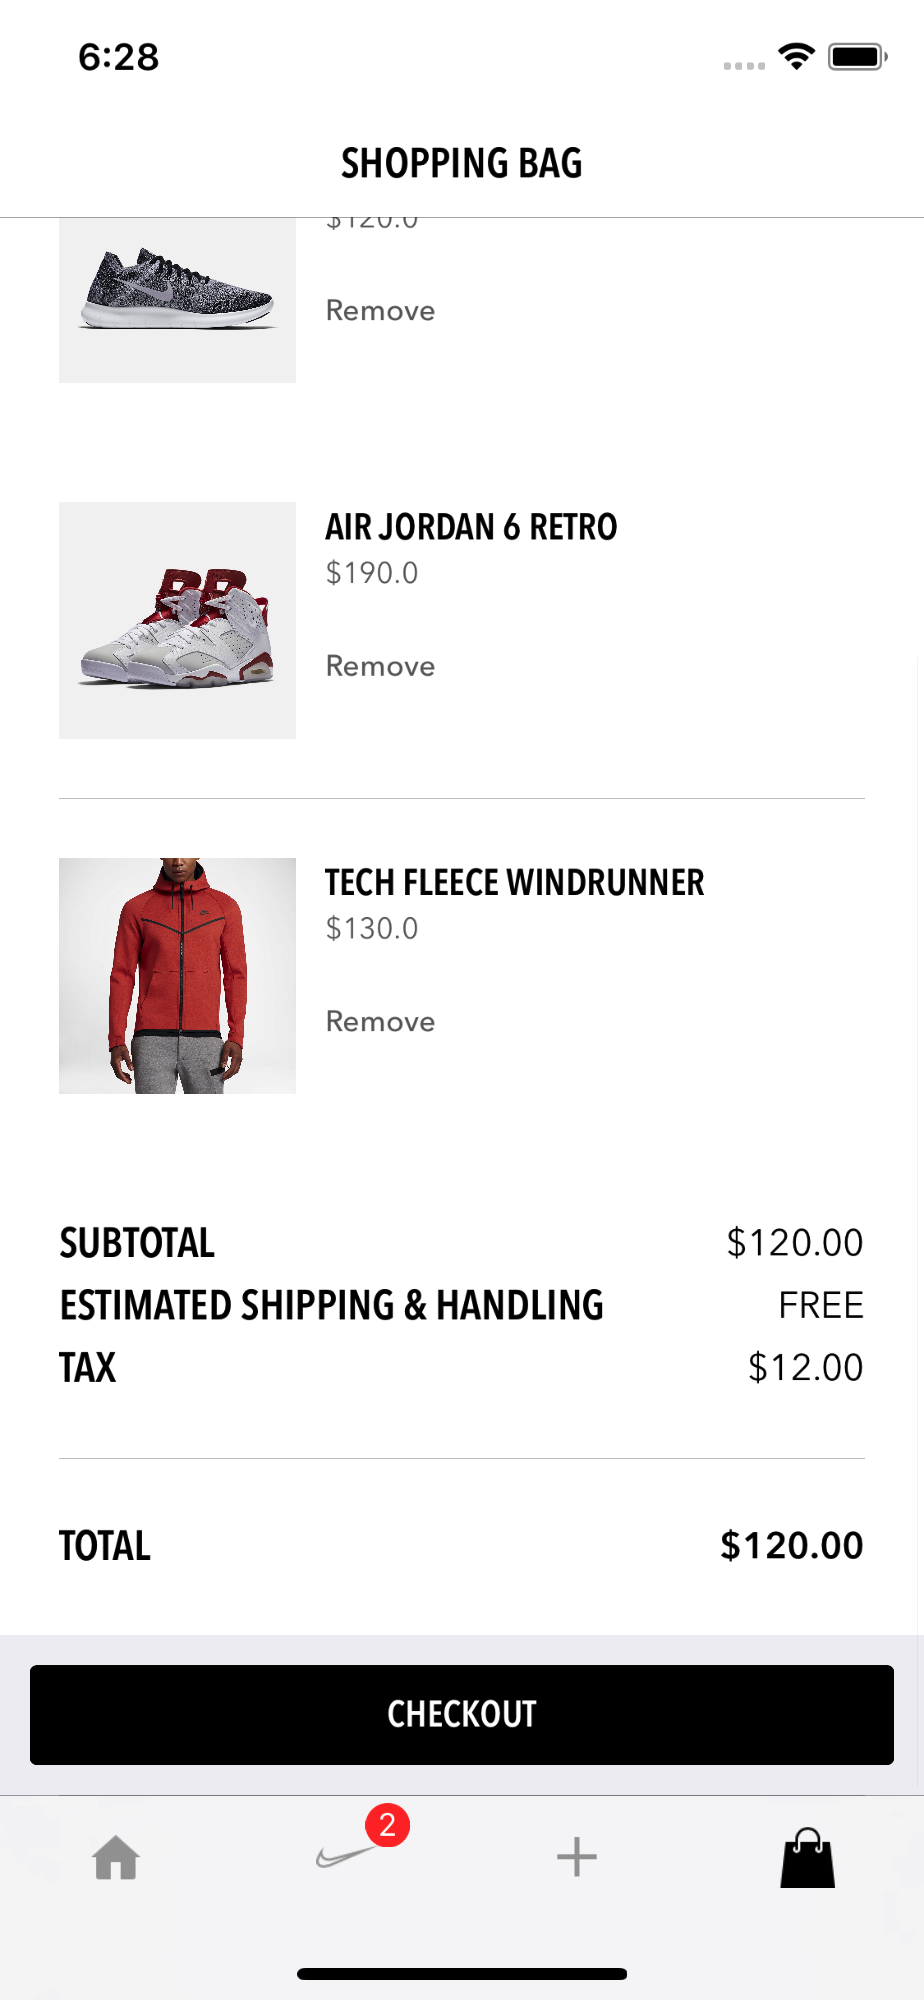 6:28
SHOPPING BAG
$120.0
Remove
AIR JORDAN 6 RETRO
$190.0
Remove
TECH FLEECE WINDRUNNER
$130.0
Remove
SUBTOTAL $120.00
ESTIMATED SHIPPING & HANDLING FREE
TAX $12.00
TOTAL $120.00
CHECKOUT
2